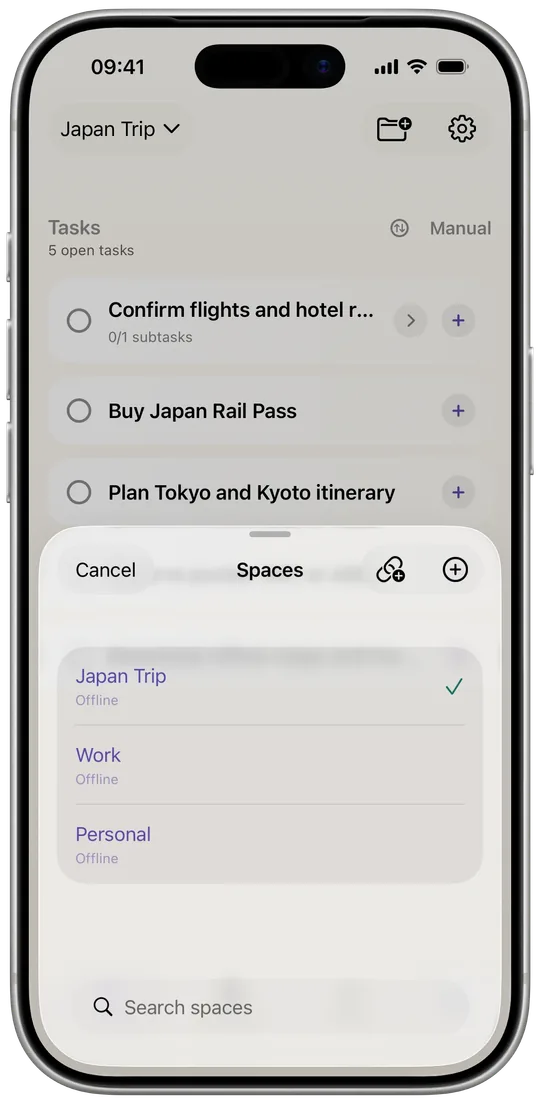 09:41
Japan Trip
Tasks
Manual
5 open tasks
Confirm flights and hotel r...
0/1 subtasks
Buy Japan Rail Pass
Plan Tokyo and Kyoto itinerary
Cancel
Spaces
Japan Trip
Offline
Work
Offline
Personal
Offline
Search spaces